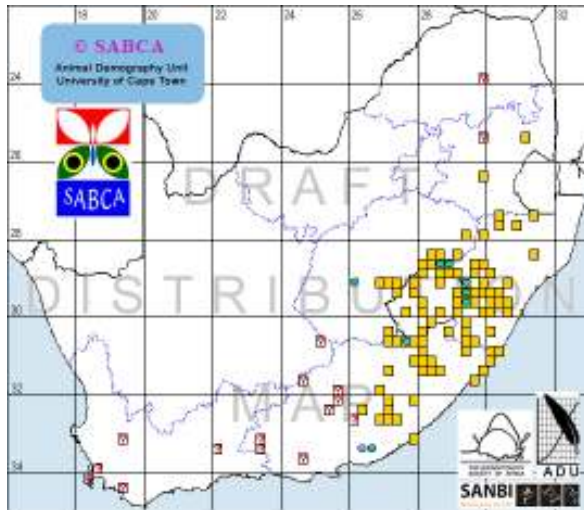 18 20 22 24 26 28 30 32
© SABCA
Animal Demography Unit
University of Cape Town
24
SABCA
26
DRAFT
28
DISTRIBUTION
30
32
MAP
34
ADU
SANBI